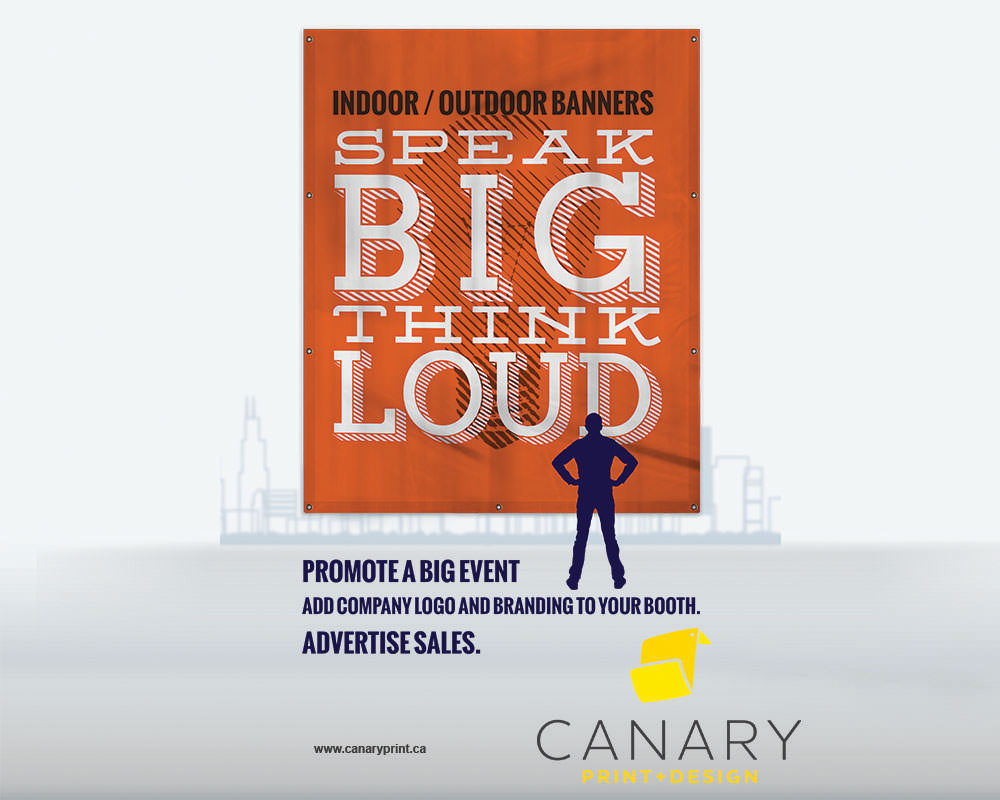 INDOOR / OUTDOOR BANNERS
SPEAK
BIG
THINK
LOUD
PROMOTE A BIG EVENT
ADD COMPANY LOGO AND BRANDING TO YOUR BOOTH.
ADVERTISE SALES.
CANARY
PRINT+DESIGN
www.canaryprint.ca